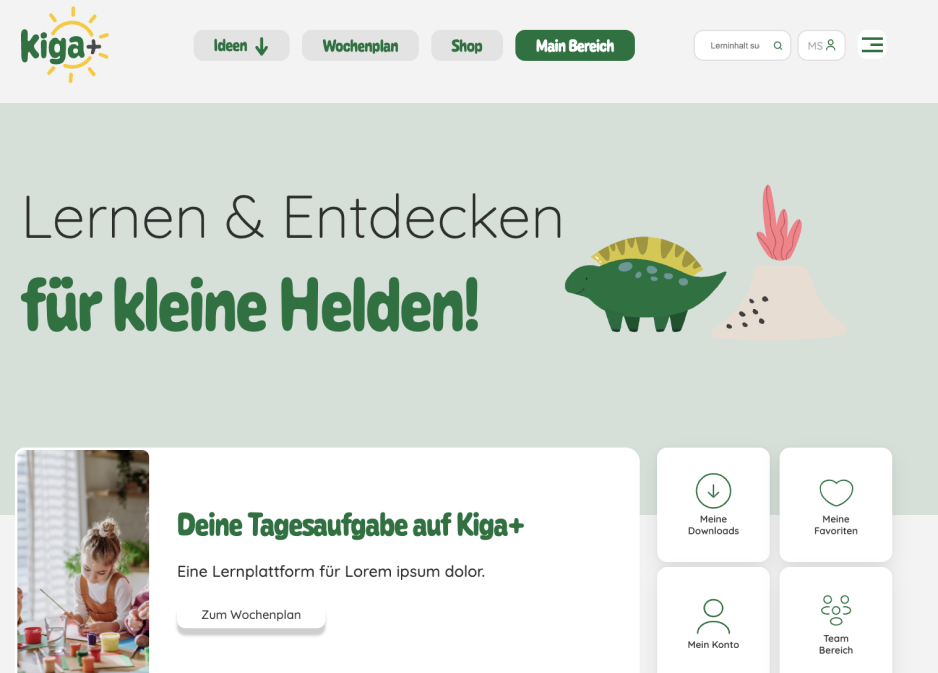 kiga+
Ideen
Wochenplan
Shop
Main Bereich
Lerninhalt su
MS
Lernen & Entdecken
für kleine Helden!
Deine Tagesaufgabe auf Kiga+
Eine Lernplattform für Lorem ipsum dolor.
Zum Wochenplan
Meine
Downloads
Meine
Favoriten
Mein Konto
Team
Bereich